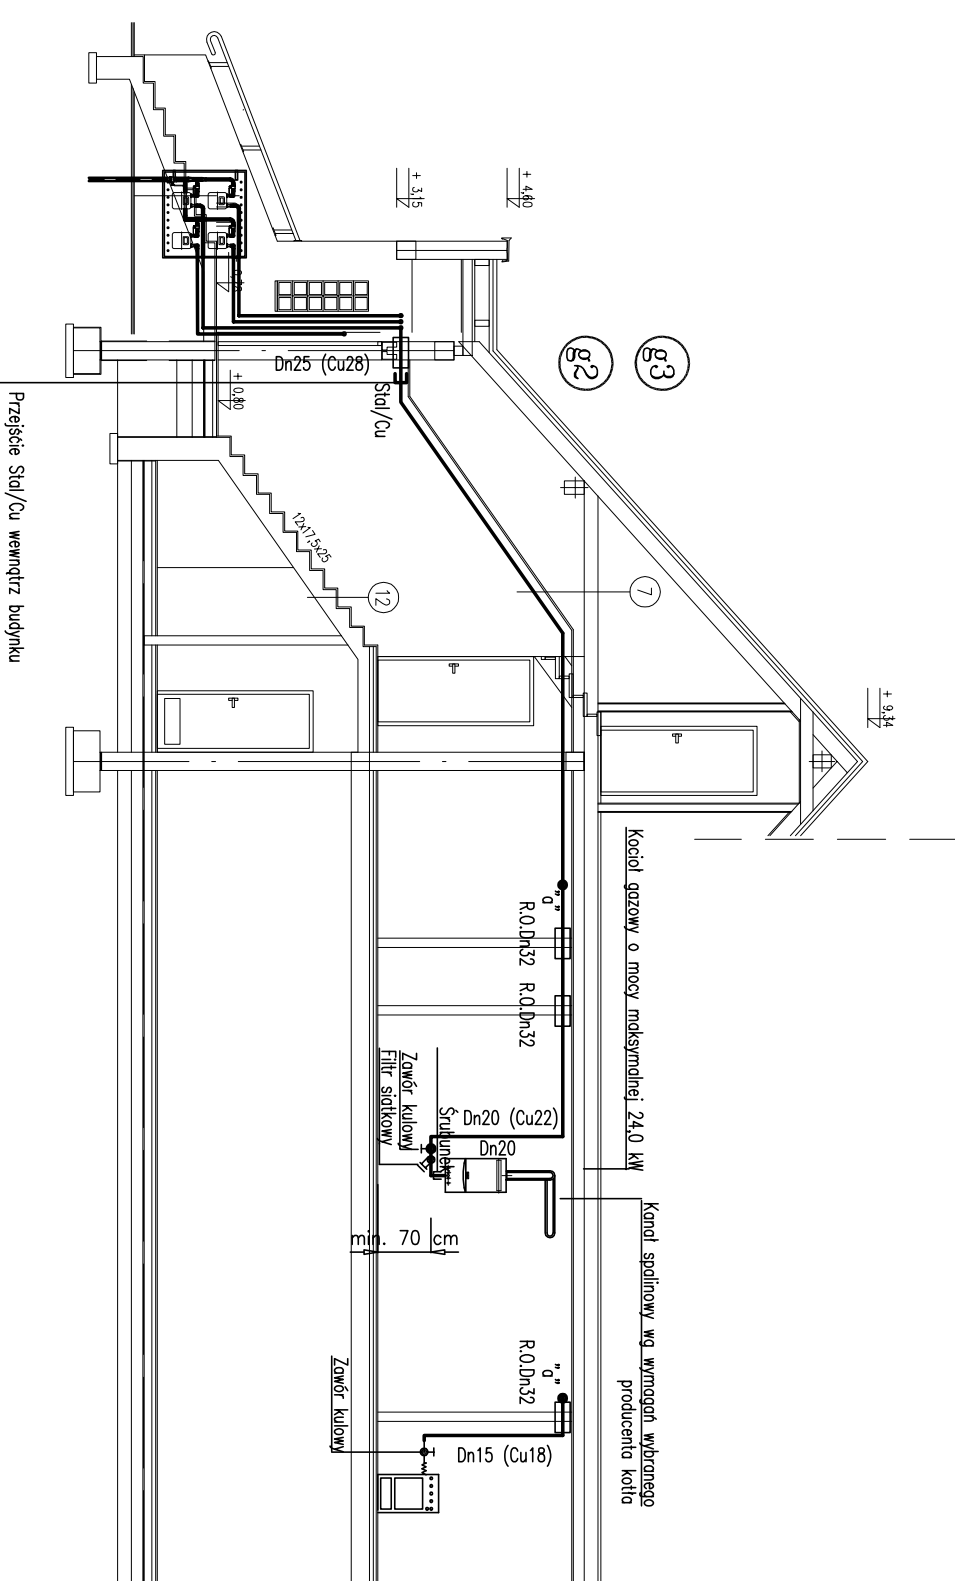 + 3,15
+ 4,60
g2
g3
Dn25 (Cu28)
Stal/Cu
+ 0,80
Przejście Stal/Cu wewnątrz budynku
12x17,5x25
12
7
+ 9,34
Kocioł gazowy o mocy maksymalnej 24,0 kW
"a"
R.O.Dn32
R.O.Dn32
Zawór kulowy
Filtr siatkowy
Śrubunek
Dn20 (Cu22)
Dn20
min. 70 cm
Kanał spalinowy wg wymagań wybranego
producenta kotła
"a"
R.O.Dn32
Zawór kulowy
Dn15 (Cu18)